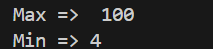 Max =>  100
Min => 4